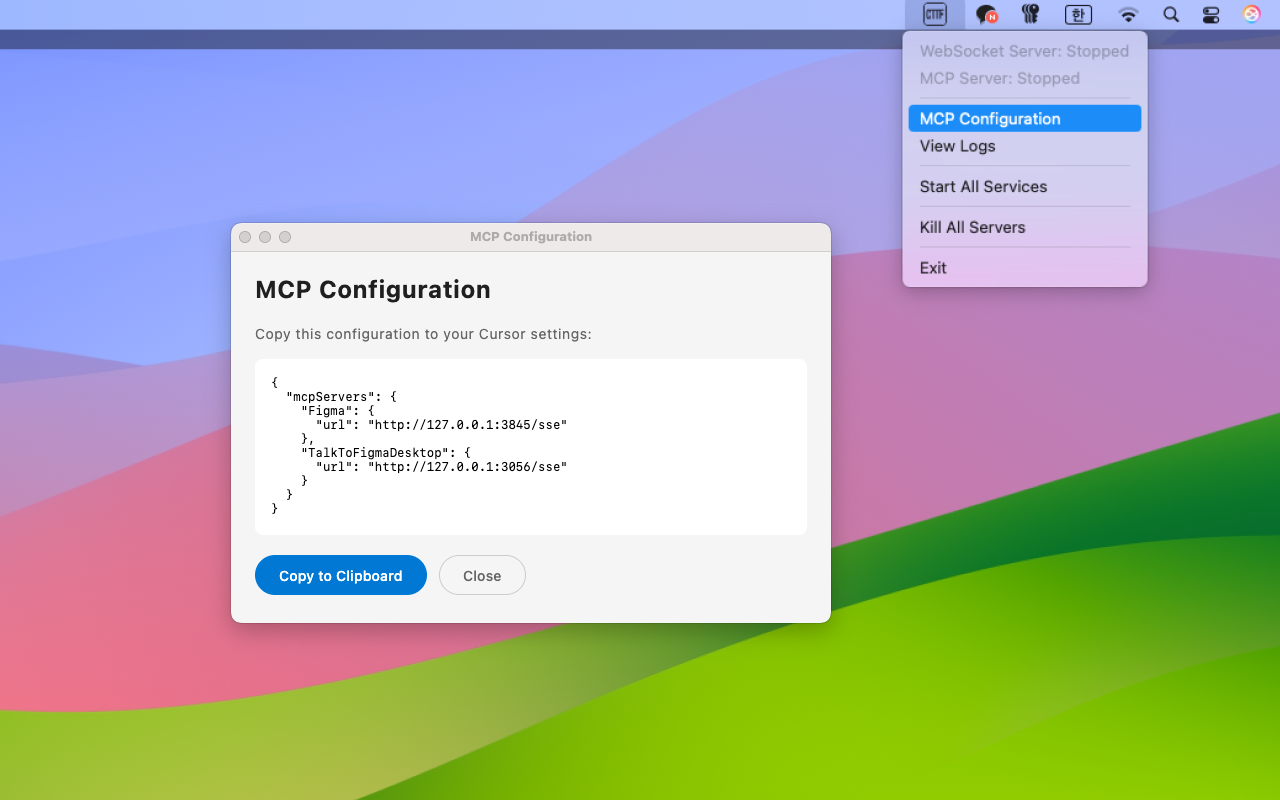 CTTF
N
한
WebSocket Server: Stopped
MCP Server: Stopped
MCP Configuration
View Logs
Start All Services
Kill All Servers
Exit
MCP Configuration
MCP Configuration
Copy this configuration to your Cursor settings:
{
  "mcpServers": {
    "Figma": {
      "url": "http://127.0.0.1:3845/sse"
    },
    "TalkToFigmaDesktop": {
      "url": "http://127.0.0.1:3056/sse"
    }
  }
}
Copy to Clipboard
Close